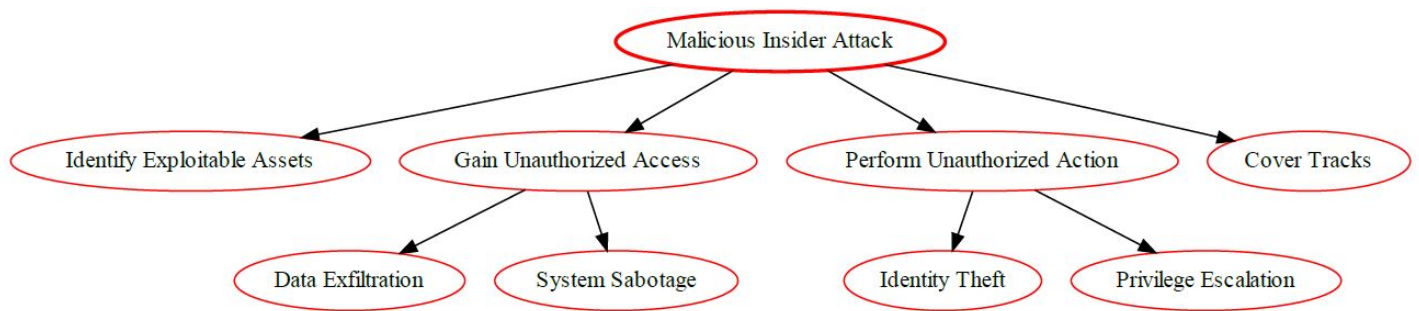 Malicious Insider Attack
Identify Exploitable Assets
Gain Unauthorized Access
Perform Unauthorized Action
Cover Tracks
Data Exfiltration
System Sabotage
Identity Theft
Privilege Escalation